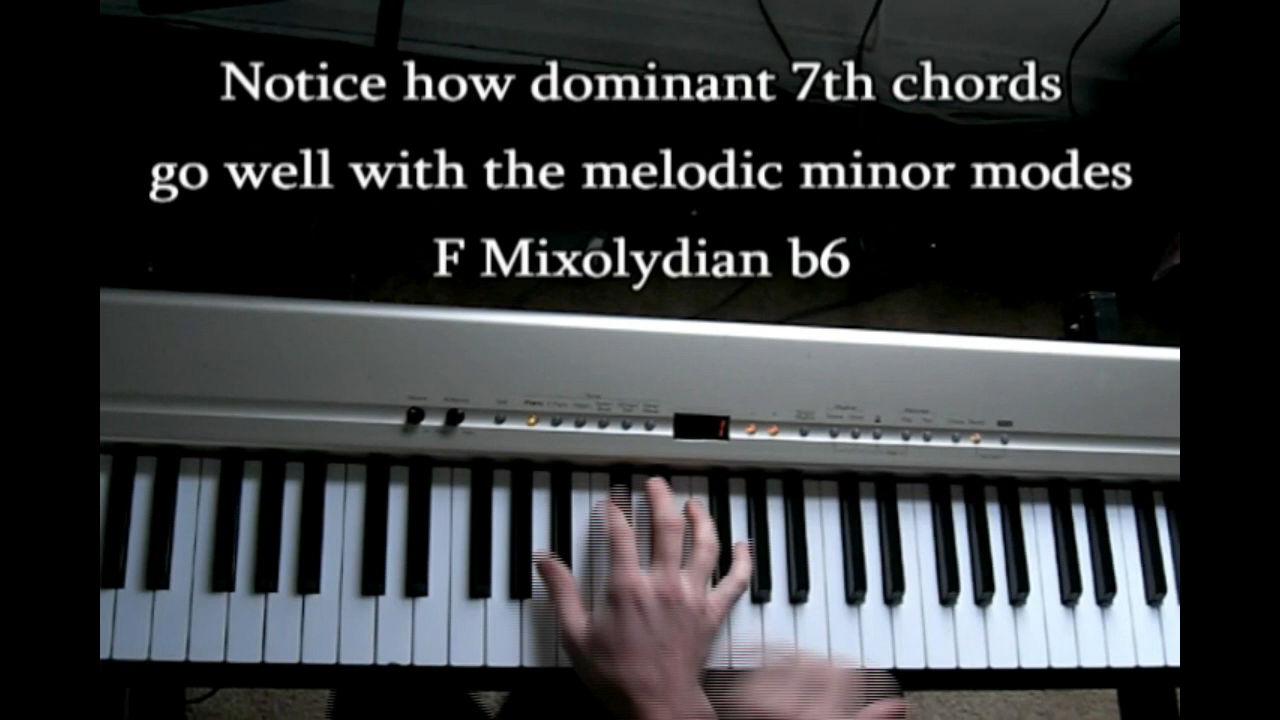 Notice how dominant 7th chords
go well with the melodic minor modes
F Mixolydian b6